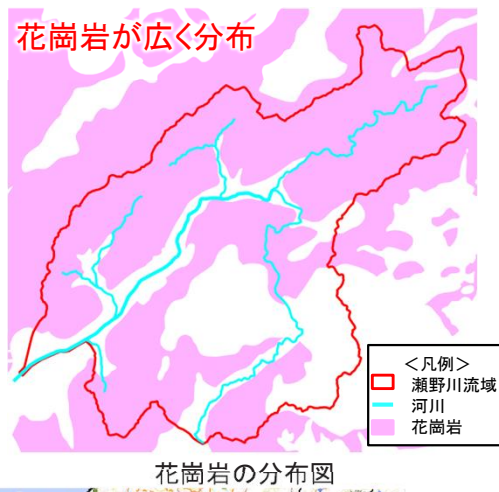 花崗岩が広く分布
＜凡例＞
瀬野川流域
河川
花崗岩
花崗岩の分布図